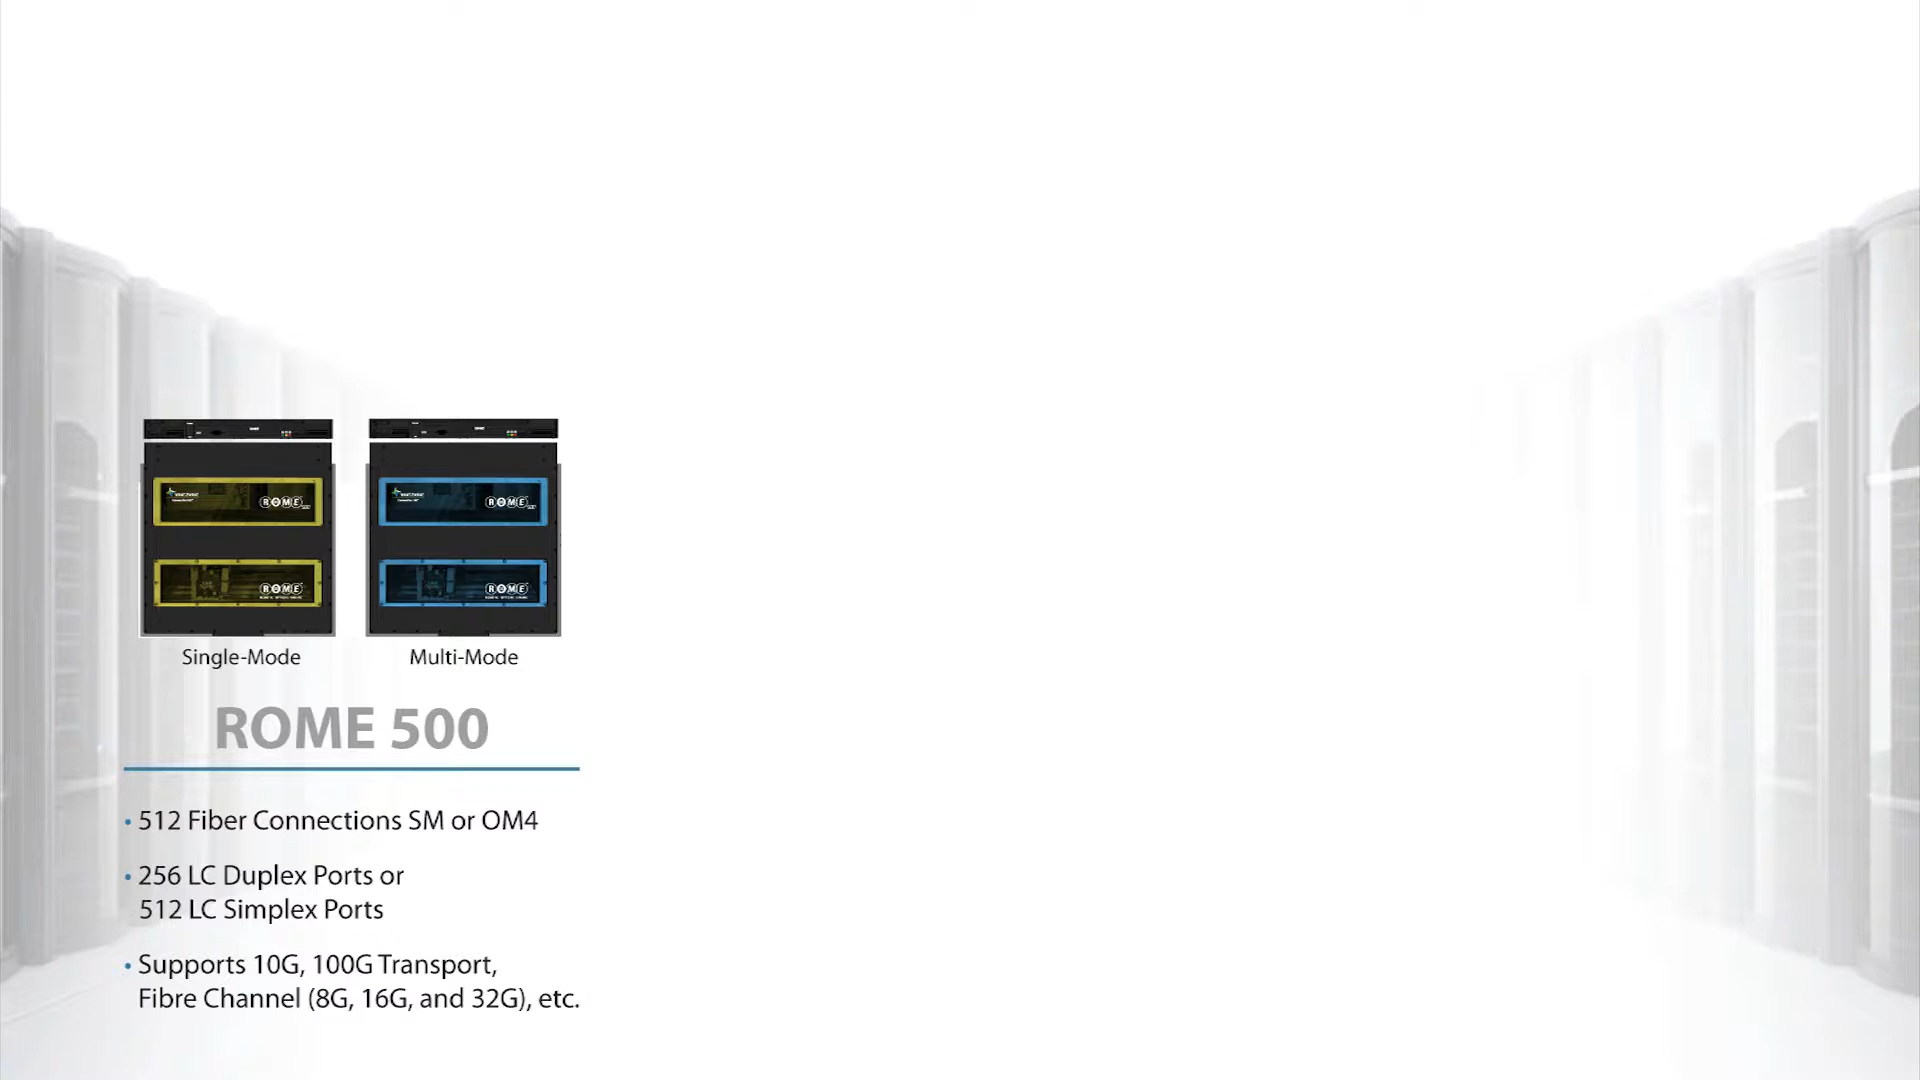 ROME
ROME
ROME
ROME
Single-Mode
Multi-Mode
ROME 500
• 512 Fiber Connections SM or OM4
• 256 LC Duplex Ports or
512 LC Simplex Ports
• Supports 10G, 100G Transport,
Fibre Channel (8G, 16G, and 32G), etc.